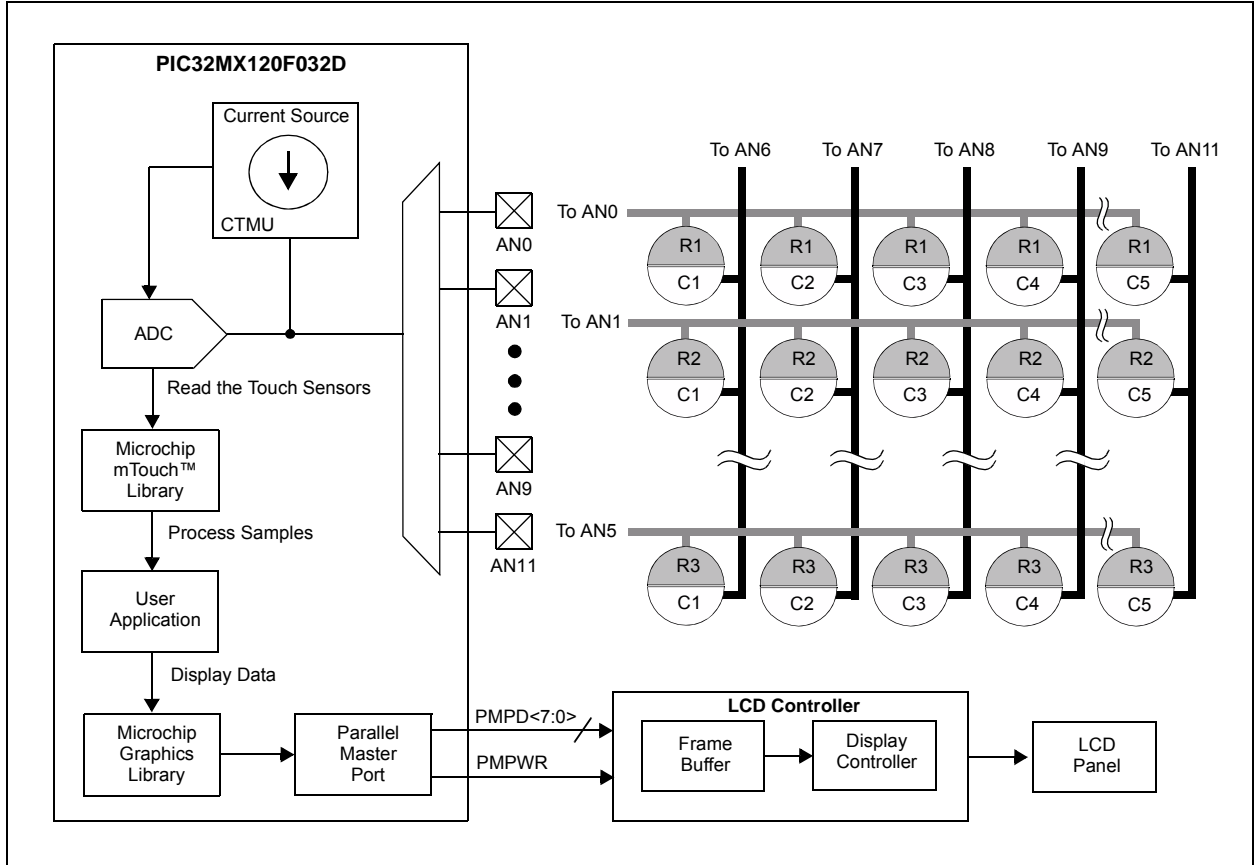 PIC32MX120F032D
Current Source
CTMU
ADC
Read the Touch Sensors
Microchip
mTouch™
Library
Process Samples
User
Application
Display Data
Microchip
Graphics
Library
Parallel
Master
Port
AN0
AN1
AN9
AN11
To AN6
To AN7
To AN8
To AN9
To AN11
To AN0
R1 R1 R1 R1 R1
C1 C2 C3 C4 C5
To AN1
R2 R2 R2 R2 R2
C1 C2 C3 C4 C5
To AN5
R3 R3 R3 R3 R3
C1 C2 C3 C4 C5
PMPD<7:0>
PMPWR
LCD Controller
Frame
Buffer
Display
Controller
LCD
Panel